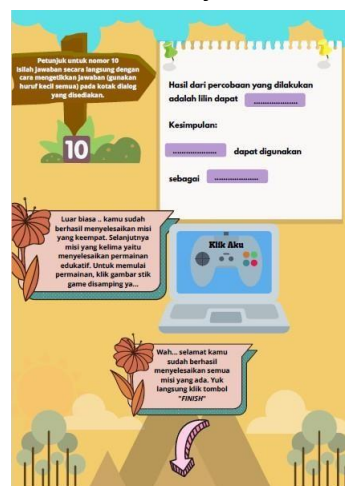 Petunjuk untuk nomor 10
Isilah jawaban secara langsung dengan
cara mengetikkan jawaban (gunakan
huruf kecil semua) pada kotak dialog
yang disediakan.
10
Hasil dari percobaan yang dilakukan
adalah lilin dapat .....................
Kesimpulan:
..................... dapat digunakan
sebagai .....................
Luar biasa .. kamu sudah
berhasil menyelesaikan misi
yang keempat. Selanjutnya
misi yang kelima yaitu
menyelesaikan permainan
edukatif. Untuk memulai
permainan, klik gambar stik
game disamping ya...
Klik Aku
Wah... selamat kamu
sudah berhasil
menyelesaikan semua
misi yang ada. Yuk
langsung klik tombol
"FINISH"